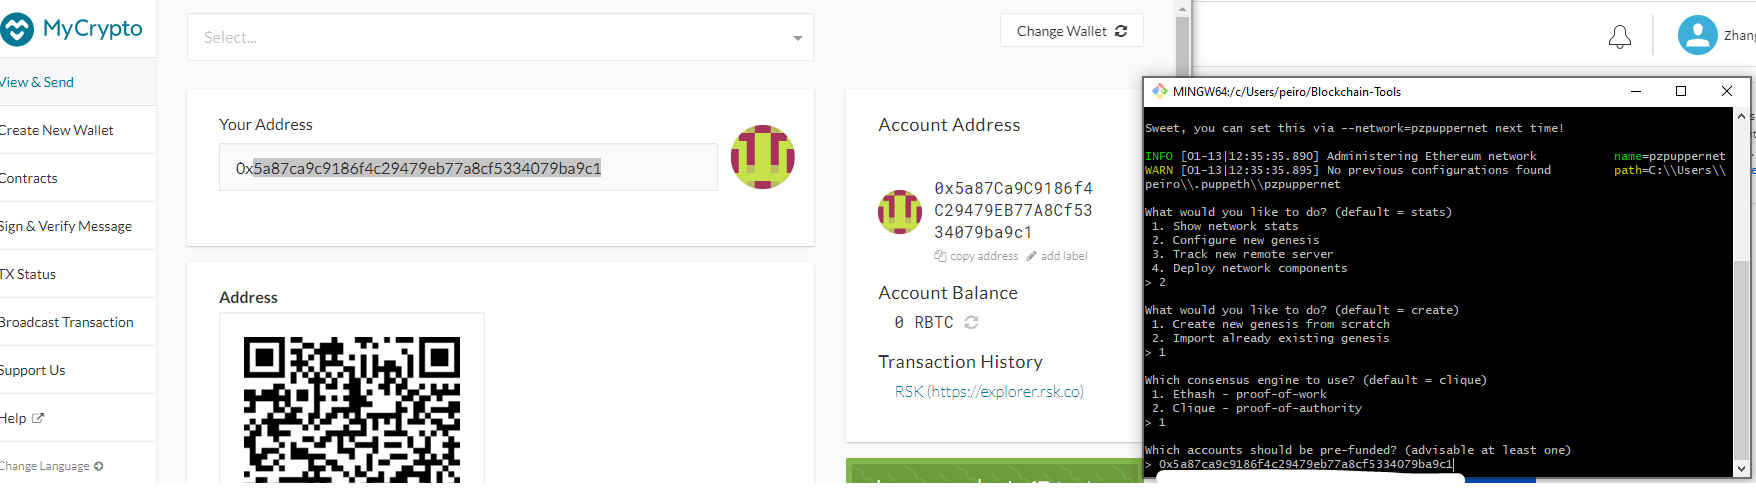 MyCrypto
View & Send
Create New Wallet
Contracts
Sign & Verify Message
TX Status
Broadcast Transaction
Support Us
Help
Change Language
Select...
Change Wallet
Your Address
0x5a87ca9c9186f4c29479eb77a8cf5334079ba9c1
Address
Account Address
0x5a87Ca9C9186f4
C29479EB77A8Cf53
34079ba9c1
copy address add label
Account Balance
0 RBTC
Transaction History
RSK (https://explorer.rsk.co)
Zhang
MINGW64:/c/Users/peiro/Blockchain-Tools
Sweet, you can set this via --network=pzpuppernet next time!
INFO [01-13|12:35:35.890] Administering Ethereum network name=pzpuppernet
WARN [01-13|12:35:35.895] No previous configurations found path=C:\\Users\\
peiro\\.puppeth\\pzpuppernet
What would you like to do? (default = stats)
1. Show network stats
2. Configure new genesis
3. Track new remote server
4. Deploy network components
> 2
What would you like to do? (default = create)
1. Create new genesis from scratch
2. Import already existing genesis
> 1
Which consensus engine to use? (default = clique)
1. Ethash - proof-of-work
2. Clique - proof-of-authority
> 1
Which accounts should be pre-funded? (advisable at least one)
> 0x5a87ca9c9186f4c29479eb77a8cf5334079ba9c1